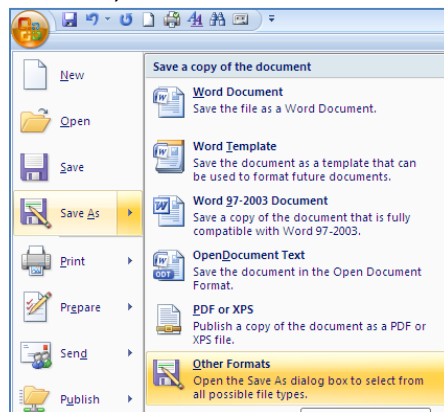 New
Open
Save
Save As
Print
Prepare
Send
Publish
Save a copy of the document
Word Document
Save the file as a Word Document.
Word Template
Save the document as a template that can
be used to format future documents.
Word 97-2003 Document
Save a copy of the document that is fully
compatible with Word 97-2003.
OpenDocument Text
Save the document in the Open Document
Format.
PDF or XPS
Publish a copy of the document as a PDF or
XPS file.
Other Formats
Open the Save As dialog box to select from
all possible file types.